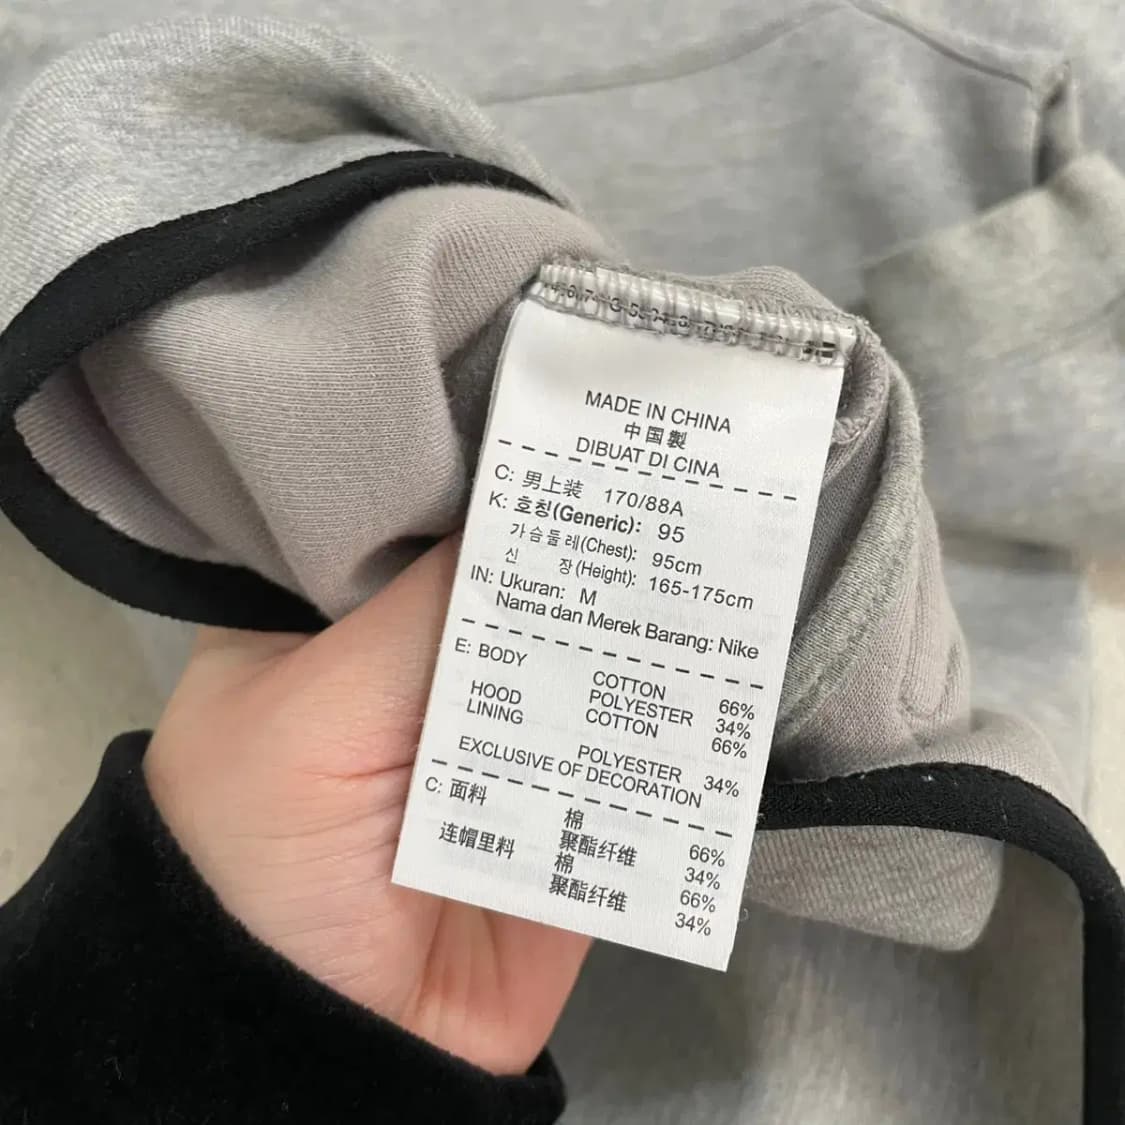 MADE IN CHINA
中国製
DIBUAT DI CINA
C: 男上装 170/88A
K: 호칭(Generic): 95
가슴둘레(Chest): 95cm
신 장(Height): 165-175cm
IN: Ukuran: M
Nama dan Merek Barang: Nike
E: BODY COTTON 66%
POLYESTER 34%
HOOD LINING COTTON 66%
POLYESTER 34%
EXCLUSIVE OF DECORATION
C: 面料 棉 66%
聚酯纤维 34%
连帽里料 棉 66%
聚酯纤维 34%